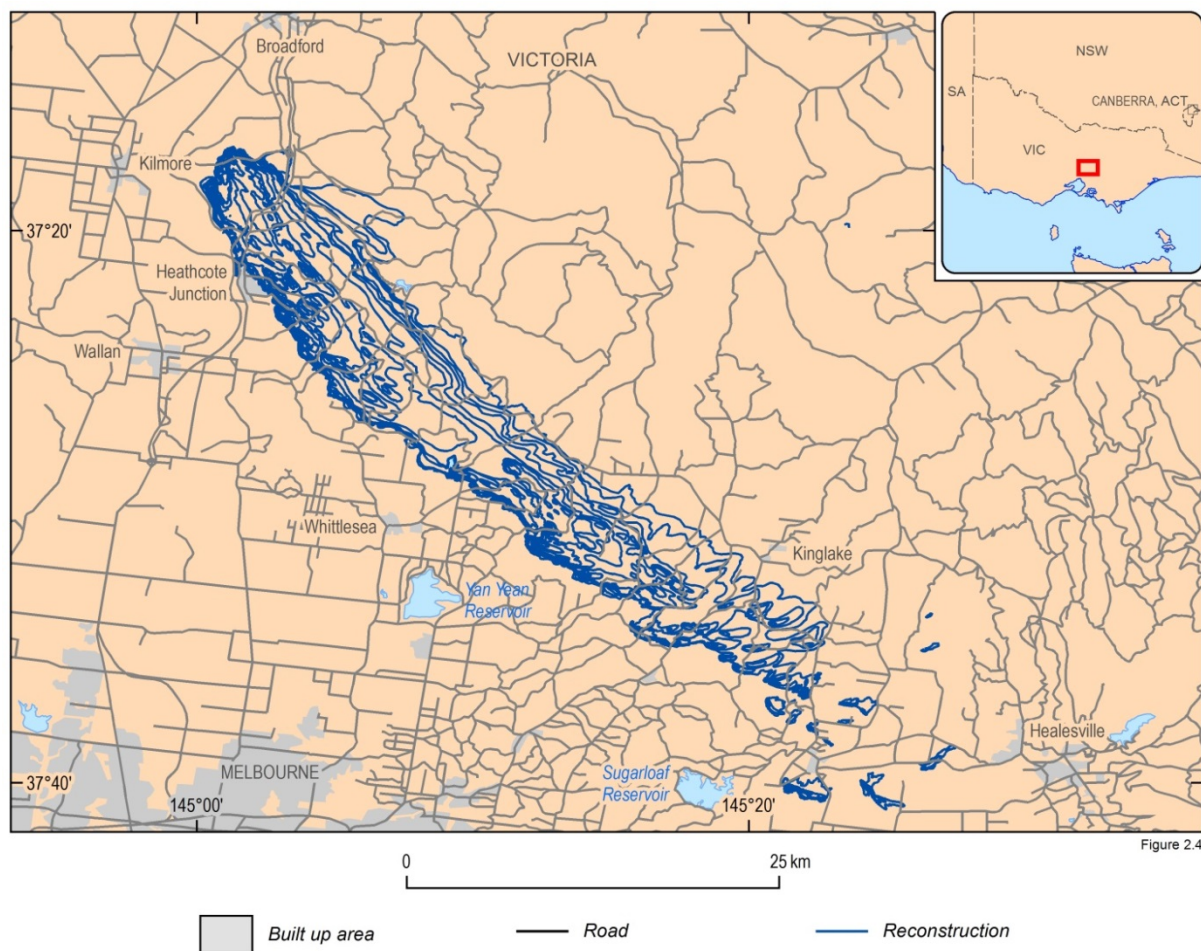 Broadford
VICTORIA
NSW
SA
CANBERRA, ACT
VIC
Kilmore
37°20'
Heathcote
Junction
Wallan
Whittlesea
Kinglake
Yan Yean
Reservoir
Healesville
MELBOURNE
Sugarloaf
Reservoir
37°40'
145°00'
145°20'
Figure 2.4
0
25 km
Built up area
Road
Reconstruction